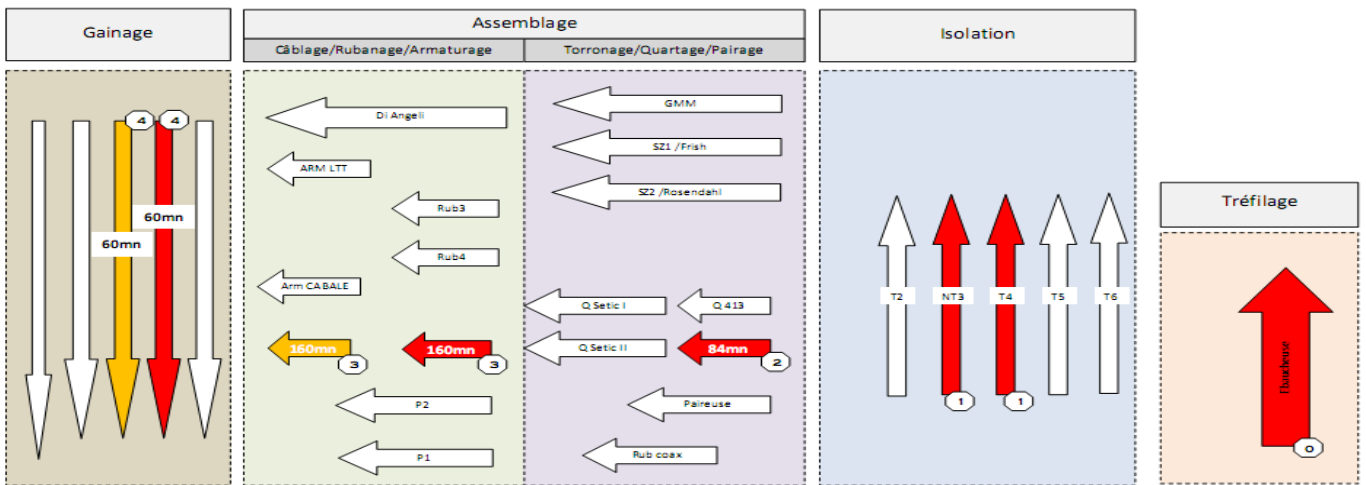 Gainage
Assemblage
Câblage/Rubanage/Armaturage
Torronage/Quartage/Pairage
Isolation
Tréfilage
4
4
60mn
60mn
Di Angeli
ARM LTT
Rub3
Rub4
Arm CABALE
160mn
3
160mn
3
P2
P1
GMM
SZ1 /Frish
SZ2 /Rosendahl
Q Setic I
Q 413
Q Setic II
84mn
2
Paireuse
Rub coax
T2
NT3
T4
T5
T6
1
1
Ebaucheuse
0